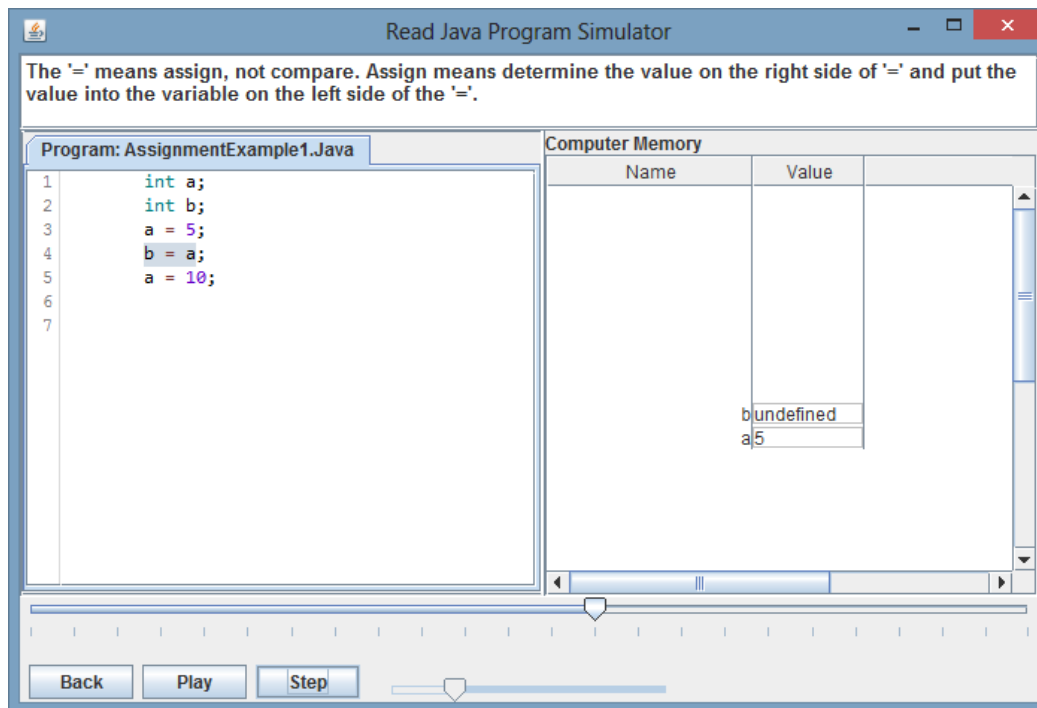 Read Java Program Simulator
The '=' means assign, not compare. Assign means determine the value on the right side of '=' and put the
value into the variable on the left side of the '='.
Program: AssignmentExample1.Java
1 int a;
2 int b;
3 a = 5;
4 b = a;
5 a = 10;
6
7
Computer Memory
Name Value
b undefined
a 5
Back Play Step